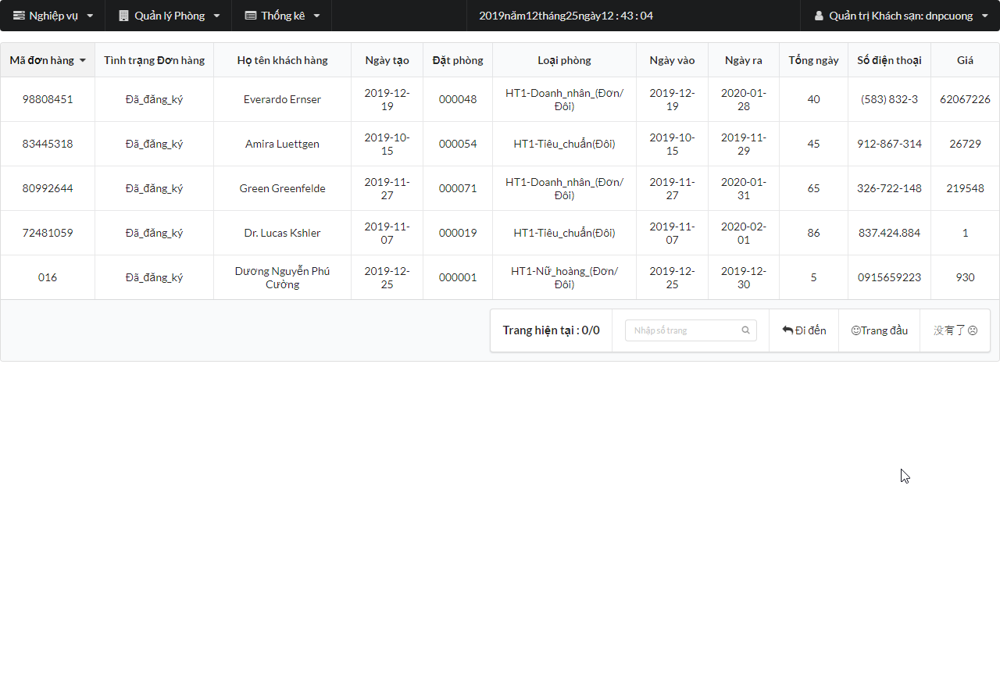 Nghiệp vụ Quản lý Phòng Thống kê 2019năm12tháng25ngày12 : 43 : 04 Quản trị Khách sạn: dnpcuong
Mã đơn hàng Tình trạng Đơn hàng Họ tên khách hàng Ngày tạo Đặt phòng Loại phòng Ngày vào Ngày ra Tổng ngày Số điện thoại Giá
98808451 Đã_đăng_ký Everardo Ernser 2019-12-19 000048 HT1-Doanh_nhân_(Đơn/Đôi) 2019-12-19 2020-01-28 40 (583) 832-3 62067226
83445318 Đã_đăng_ký Amira Luettgen 2019-10-15 000054 HT1-Tiêu_chuẩn(Đôi) 2019-10-15 2019-11-29 45 912-867-314 26729
80992644 Đã_đăng_ký Green Greenfelde 2019-11-27 000071 HT1-Doanh_nhân_(Đơn/Đôi) 2019-11-27 2020-01-31 65 326-722-148 219548
72481059 Đã_đăng_ký Dr. Lucas Kshler 2019-11-07 000019 HT1-Tiêu_chuẩn(Đôi) 2019-11-07 2020-02-01 86 837.424.884 1
016 Đã_đăng_ký Dương Nguyễn Phú Cường 2019-12-25 000001 HT1-Nữ_hoàng_(Đơn/Đôi) 2019-12-25 2019-12-30 5 0915659223 930
Trang hiện tại : 0/0 Nhập số trang Đi đến Trang đầu 没有了